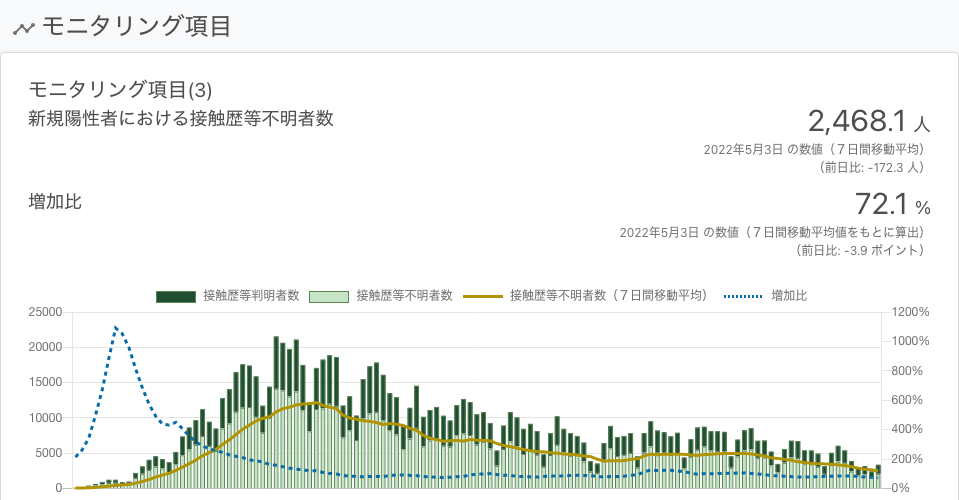 モニタリング項目
モニタリング項目(3)
新規陽性者における接触歴等不明者数
2,468.1 人
2022年5月3日 の数値（７日間移動平均）
（前日比: -172.3 人）
増加比
72.1 %
2022年5月3日 の数値（７日間移動平均値をもとに算出）
（前日比: -3.9 ポイント）
接触歴等判明者数 接触歴等不明者数 接触歴等不明者数（７日間移動平均） 増加比
25000 1200%
20000 1000%
15000 800%
10000 600%
5000 400%
0 200%
0%